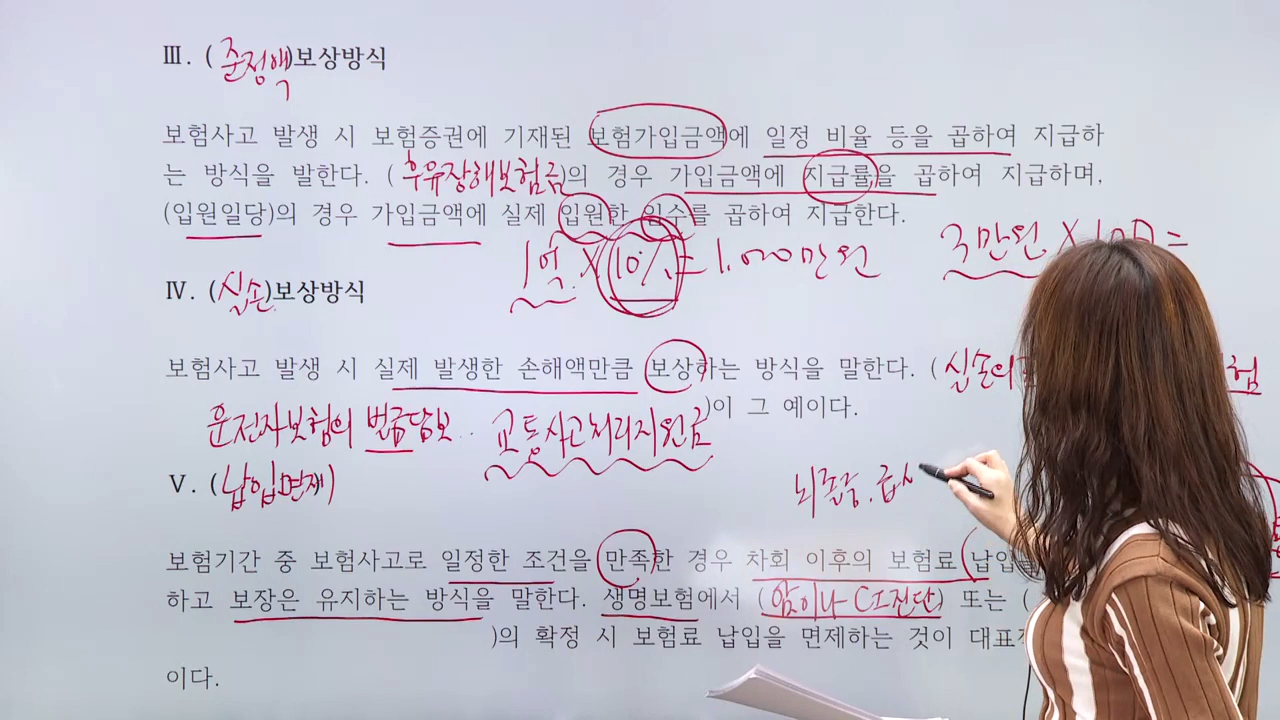 Ⅲ. (준정액)보상방식
보험사고 발생 시 보험증권에 기재된 보험가입금액에 일정 비율 등을 곱하여 지급하
는 방식을 말한다. (후유장해보험금)의 경우 가입금액에 지급률을 곱하여 지급하며,
(입원일당)의 경우 가입금액에 실제 입원한 일수를 곱하여 지급한다.
1억 × 10% = 1,000만원 3만원 × 100 =
Ⅳ. (실손)보상방식
보험사고 발생 시 실제 발생한 손해액만큼 보상하는 방식을 말한다. (실손의 험
운전자보험의 벌금담보 .. 교통사고처리지원금 )이 그 예이다.
Ⅴ. (납입면제)
뇌졸중. 급
보험기간 중 보험사고로 일정한 조건을 만족한 경우 차회 이후의 보험료 납입을
하고 보장은 유지하는 방식을 말한다. 생명보험에서 (암이나 CI진단) 또는 (
)의 확정 시 보험료 납입을 면제하는 것이 대표적
이다.